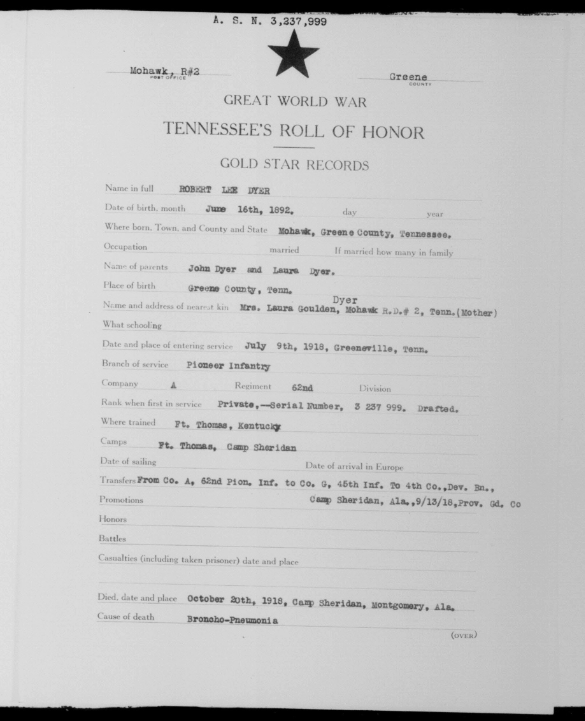 A. S. N. 3,237,999
Mohawk, R#2
POST-OFFICE
Greene
COUNTY
GREAT WORLD WAR
TENNESSEE'S ROLL OF HONOR
GOLD STAR RECORDS
Name in full ROBERT LEE DYER
Date of birth, month June 16th, 1892. day year
Where born, Town, and County and State Mohawk, Greene County, Tennessee.
Occupation married If married how many in family
Name of parents John Dyer and Laura Dyer.
Place of birth Greene County, Tenn.
Dyer
Name and address of nearest kin Mrs. Laura Goulden, Mohawk R.D.# 2, Tenn.(Mother)
What schooling
Date and place of entering service July 9th, 1918, Greeneville, Tenn.
Branch of service Pioneer Infantry
Company A Regiment 62nd Division
Rank when first in service Private,—Serial Number, 3 237 999. Drafted.
Where trained Ft. Thomas, Kentucky
Camps Ft. Thomas, Camp Sheridan
Date of sailing Date of arrival in Europe
Transfers From Co. A, 62nd Pion. Inf. to Co. G, 45th Inf. To 4th Co.,Dev. Bn.,
Promotions Camp Sheridan, Ala.,9/13/18,Prov. Gd. Co
Honors
Battles
Casualties (including taken prisoner) date and place
Died, date and place October 20th, 1918, Camp Sheridan, Montgomery, Ala.
Cause of death Broncho-Pneumonia
(OVER)